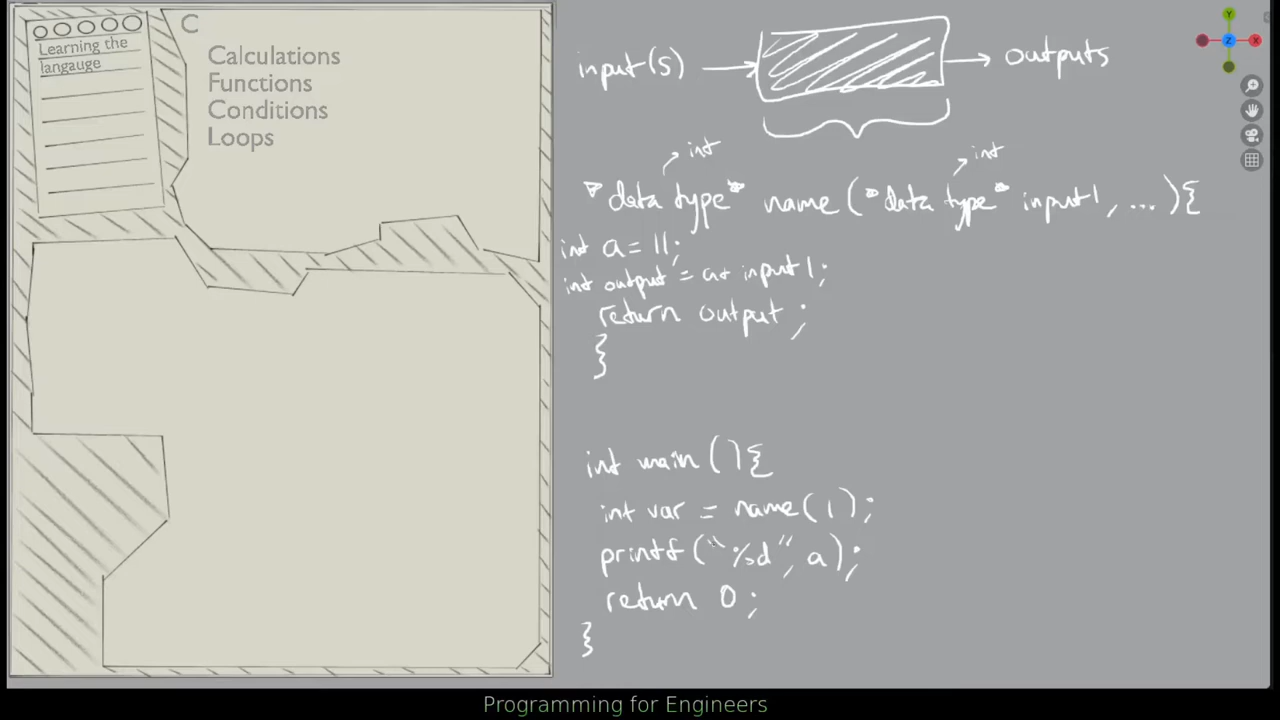 Learning the
langauge
C
Calculations
Functions
Conditions
Loops
input(s) → outputs
int int
"data type" name ("data type" input1, ...){
int a = 11;
int output = a+ input1;
return output;
}
int main(){
int var = name(1);
printf("%d", a);
return 0;
}
Programming for Engineers
Y
X
Z